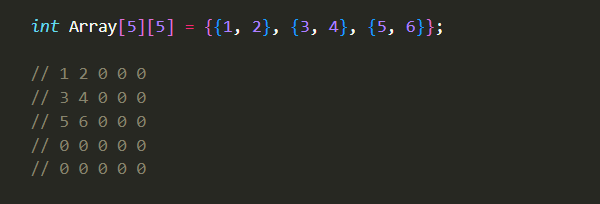 int Array[5][5] = {{1, 2}, {3, 4}, {5, 6}};
// 1 2 0 0 0
// 3 4 0 0 0
// 5 6 0 0 0
// 0 0 0 0 0
// 0 0 0 0 0